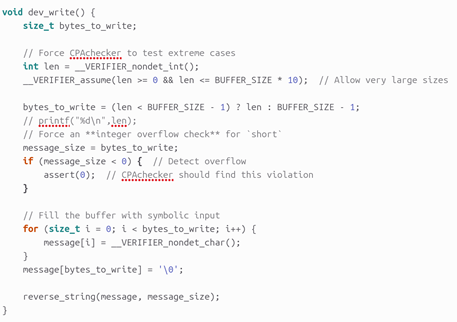 void dev_write() {
    size_t bytes_to_write;

    // Force CPAchecker to test extreme cases
    int len = __VERIFIER_nondet_int();
    __VERIFIER_assume(len >= 0 && len <= BUFFER_SIZE * 10);  // Allow very large sizes

    bytes_to_write = (len < BUFFER_SIZE - 1) ? len : BUFFER_SIZE - 1;
    // printf("%d\n",len);
    // Force an **integer overflow check** for `short`
    message_size = bytes_to_write;
    if (message_size < 0) {  // Detect overflow
        assert(0);  // CPAchecker should find this violation
    }

    // Fill the buffer with symbolic input
    for (size_t i = 0; i < bytes_to_write; i++) {
        message[i] = __VERIFIER_nondet_char();
    }
    message[bytes_to_write] = '\0';

    reverse_string(message, message_size);
}